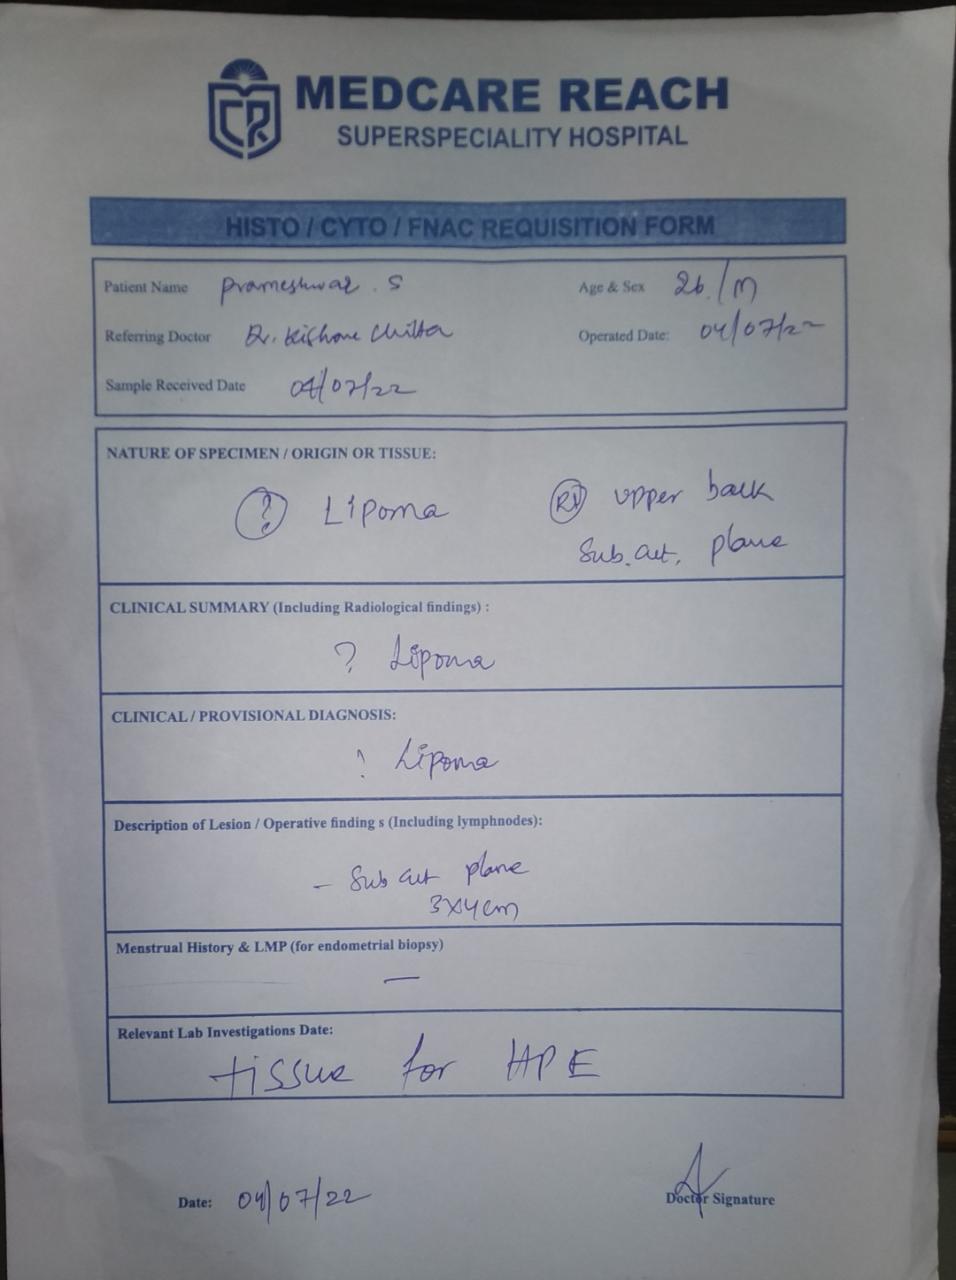 MEDCARE REACH
SUPERSPECIALITY HOSPITAL
HISTO / CYTO / FNAC REQUISITION FORM
Patient Name Prameshwar . S Age & Sex 26/M
Referring Doctor Dr. Kishore Operated Date: 04/07/22
Sample Received Date 04/07/22
NATURE OF SPECIMEN / ORIGIN OR TISSUE:
? Lipoma Rt upper back
Sub.cut. plane
CLINICAL SUMMARY (Including Radiological findings) :
? Lipoma
CLINICAL / PROVISIONAL DIAGNOSIS:
? Lipoma
Description of Lesion / Operative finding s (Including lymphnodes):
- Sub cut plane
3x4cm
Menstrual History & LMP (for endometrial biopsy)
—
Relevant Lab Investigations Date:
tissue for HPE
Date: 04/07/22 Doctor Signature